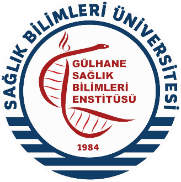 SAĞLIK BİLİMLERİ ÜNİVERSİTESİ
GÜLHANE
SAĞLIK
BİLİMLERİ
ENSTİTÜSÜ
1984